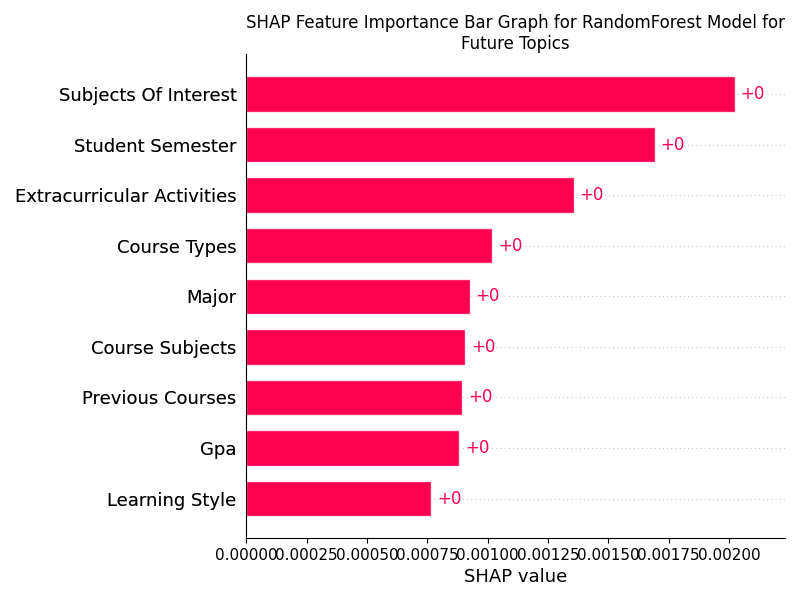 SHAP Feature Importance Bar Graph for RandomForest Model for
Future Topics
Subjects Of Interest
+0
Student Semester
+0
Extracurricular Activities
+0
Course Types
+0
Major
+0
Course Subjects
+0
Previous Courses
+0
Gpa
+0
Learning Style
+0
0.00000 0.00025 0.00050 0.00075 0.00100 0.00125 0.00150 0.00175 0.00200
SHAP value